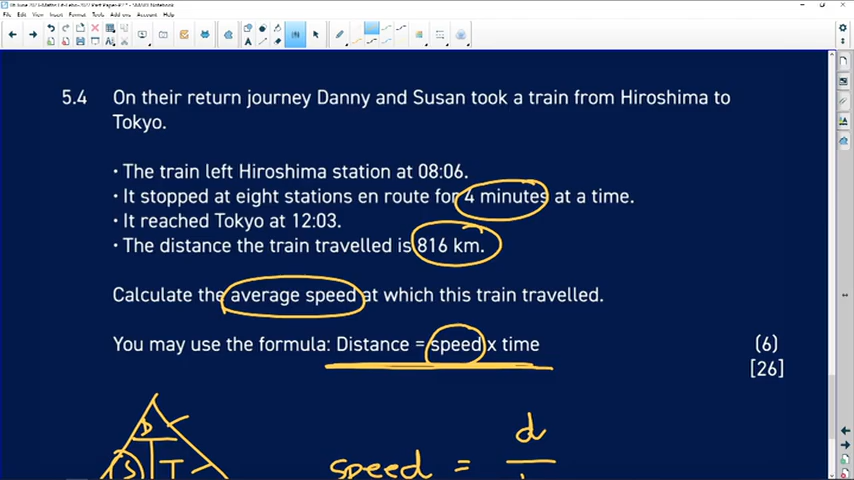 File Edit View Insert Format Tools Add-ons Account Help
5.4 On their return journey Danny and Susan took a train from Hiroshima to
Tokyo.
· The train left Hiroshima station at 08:06.
· It stopped at eight stations en route for 4 minutes at a time.
· It reached Tokyo at 12:03.
· The distance the train travelled is 816 km.
Calculate the average speed at which this train travelled.
You may use the formula: Distance = speed x time (6)
[26]
D
S T
speed = d